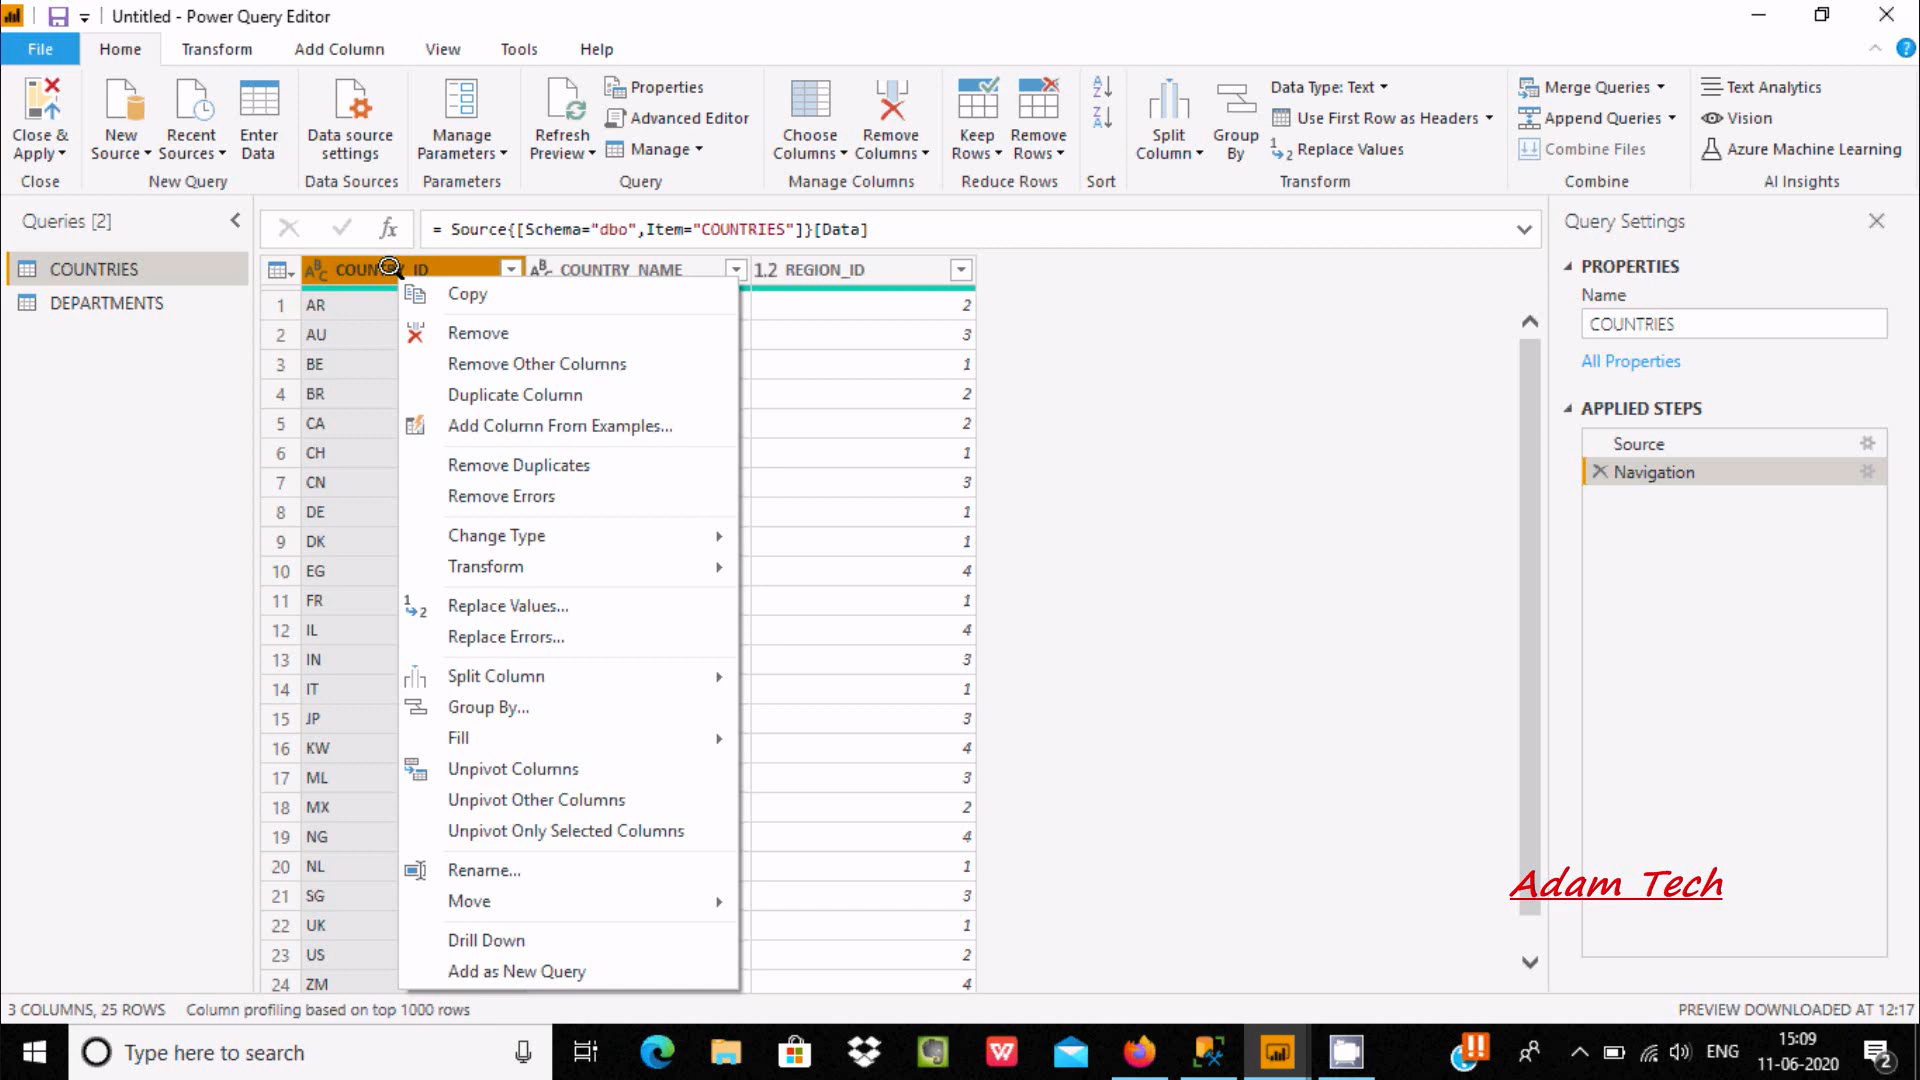 Untitled - Power Query Editor
File Home Transform Add Column View Tools Help
Close & Apply
New Source
Recent Sources
Enter Data
Data source settings
Manage Parameters
Refresh Preview
Properties
Advanced Editor
Manage
Choose Columns
Remove Columns
Keep Rows
Remove Rows
Split Column
Group By
Data Type: Text
Use First Row as Headers
Replace Values
Merge Queries
Append Queries
Combine Files
Text Analytics
Vision
Azure Machine Learning
Close New Query Data Sources Parameters Query Manage Columns Reduce Rows Sort Transform Combine AI Insights
Queries [2]
COUNTRIES
DEPARTMENTS
fx = Source{[Schema="dbo",Item="COUNTRIES"]}[Data]
COUNTRY_ID COUNTRY_NAME 1.2 REGION_ID
1 AR 2
2 AU 3
3 BE 1
4 BR 2
5 CA 2
6 CH 1
7 CN 3
8 DE 1
9 DK 1
10 EG 4
11 FR 1
12 IL 4
13 IN 3
14 IT 1
15 JP 3
16 KW 4
17 ML 3
18 MX 2
19 NG 4
20 NL 1
21 SG 3
22 UK 1
23 US 2
24 ZM 4
Copy
Remove
Remove Other Columns
Duplicate Column
Add Column From Examples...
Remove Duplicates
Remove Errors
Change Type
Transform
Replace Values...
Replace Errors...
Split Column
Group By...
Fill
Unpivot Columns
Unpivot Other Columns
Unpivot Only Selected Columns
Rename...
Move
Drill Down
Add as New Query
Query Settings
PROPERTIES
Name
COUNTRIES
All Properties
APPLIED STEPS
Source
Navigation
Adam Tech
3 COLUMNS, 25 ROWS Column profiling based on top 1000 rows
PREVIEW DOWNLOADED AT 12:17
Type here to search
ENG
15:09
11-06-2020
2